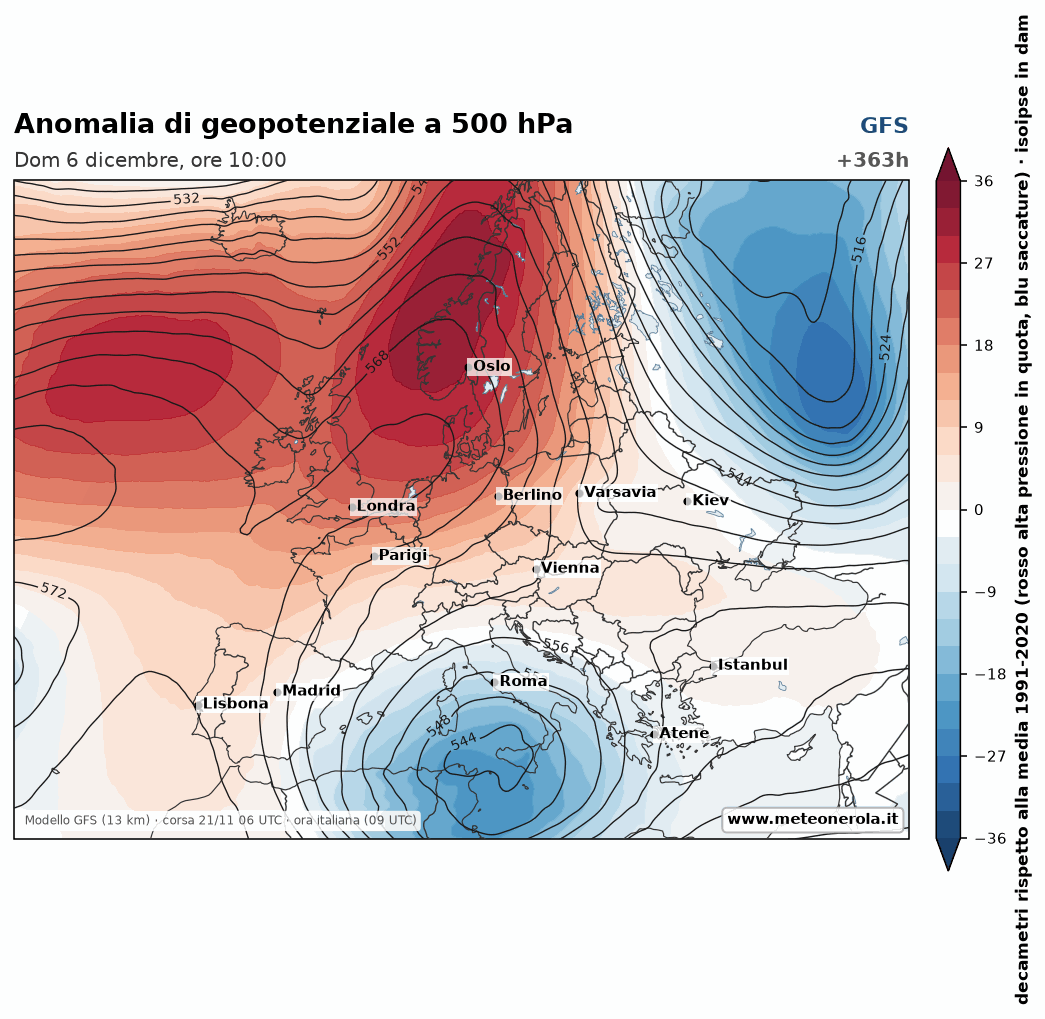 Anomalia di geopotenziale a 500 hPa
GFS
Dom 6 dicembre, ore 10:00
+363h
532
552
516
524
568
544
572
556
548
544
Oslo
Londra
Berlino
Varsavia
Kiev
Parigi
Vienna
Istanbul
Madrid
Lisbona
Roma
Atene
Modello GFS (13 km) · corsa 21/11 06 UTC · ora italiana (09 UTC)
www.meteonerola.it
36
27
18
9
0
−9
−18
−27
−36
decametri rispetto alla media 1991-2020 (rosso alta pressione in quota, blu saccature) · isoipse in dam